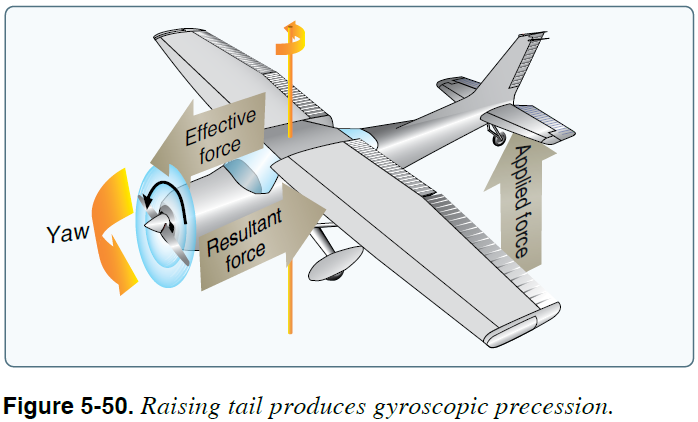 Effective
force
Applied force
Yaw
Resultant
force
Figure 5-50. Raising tail produces gyroscopic precession.